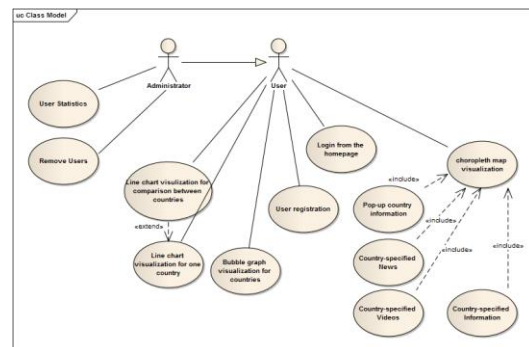 uc Class Model
Administrator
User
User Statistics
Remove Users
Login from the
homepage
choropleth map
visualization
Line chart visulization for
comparison between
countries
«include»
Pop-up country
information
User registration
«include»
«extend»
«include»
«include»
Line chart
visualization for one
country
Bubble graph
visualization for
countries
Country-specified
News
Country-specified
Videos
Country-specified
Information